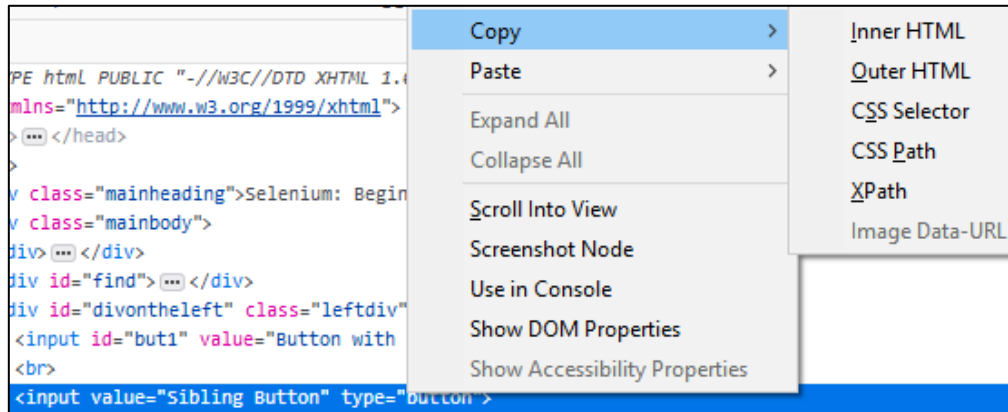 PE html PUBLIC "-//W3C//DTD XHTML 1.
mlns="http://www.w3.org/1999/xhtml">
></head>
>
v class="mainheading">Selenium: Begin
v class="mainbody">
div></div>
div id="find"></div>
div id="divontheleft" class="leftdiv"
<input id="but1" value="Button with
<br>
<input value="Sibling Button" type="button">
Copy >
Paste >
Expand All
Collapse All
Scroll Into View
Screenshot Node
Use in Console
Show DOM Properties
Show Accessibility Properties
Inner HTML
Outer HTML
CSS Selector
CSS Path
XPath
Image Data-URL